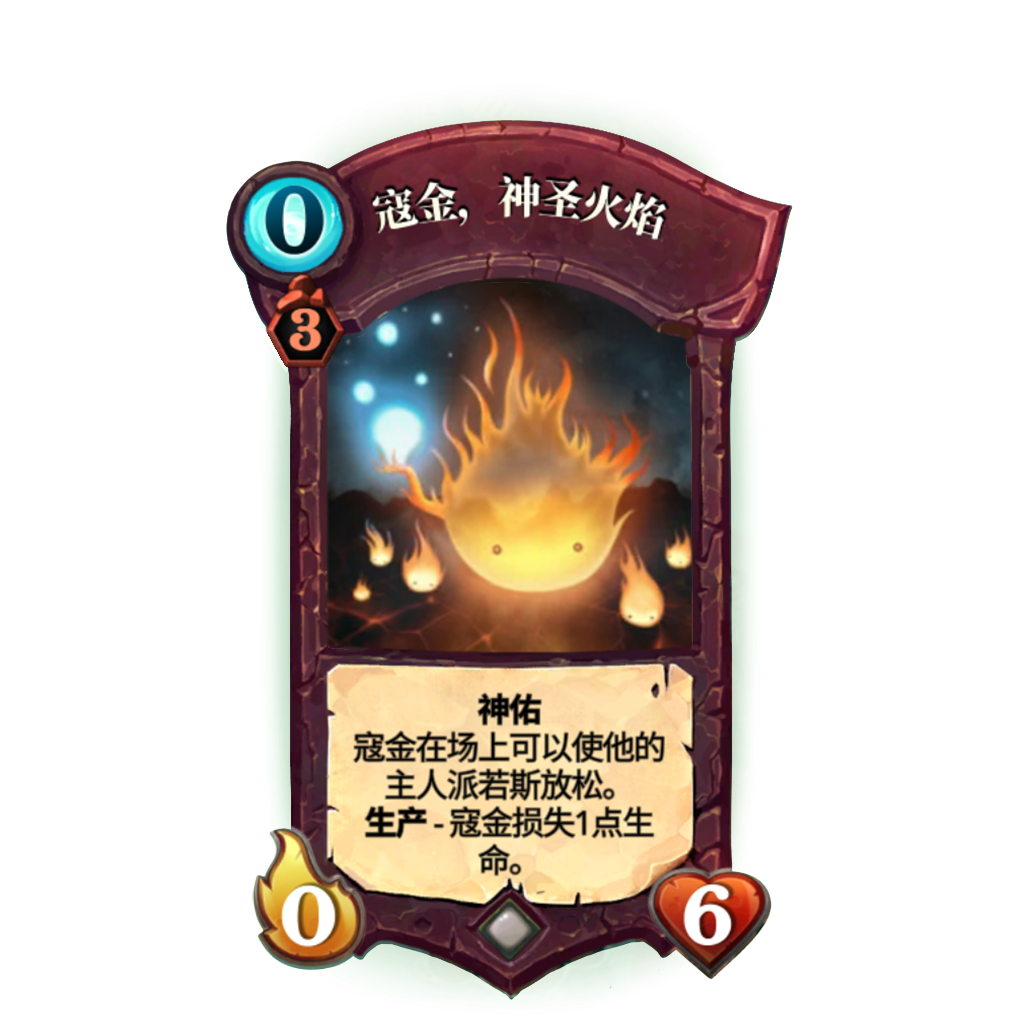 0
寇金，神圣火焰
3
神佑
寇金在场上可以使他的
主人派若斯放松。
生产 - 寇金损失1点生
命。
0
6